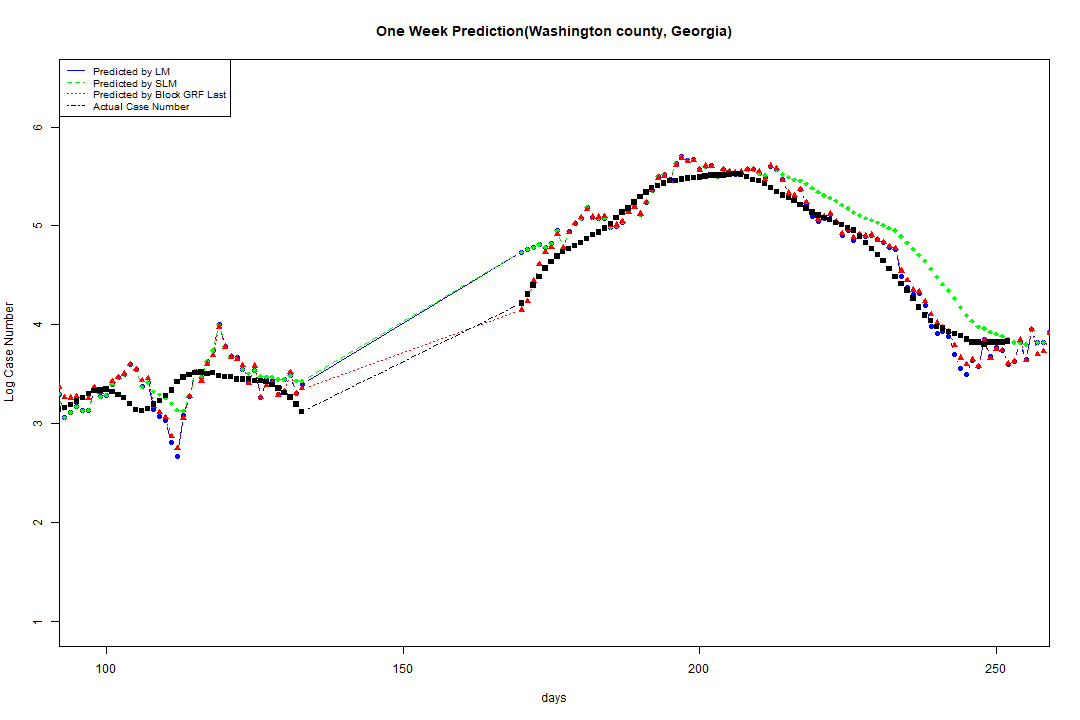 One Week Prediction(Washington county, Georgia)
Predicted by LM
Predicted by SLM
Predicted by Block GRF Last
Actual Case Number
6
5
4
3
2
1
Log Case Number
100 150 200 250
days